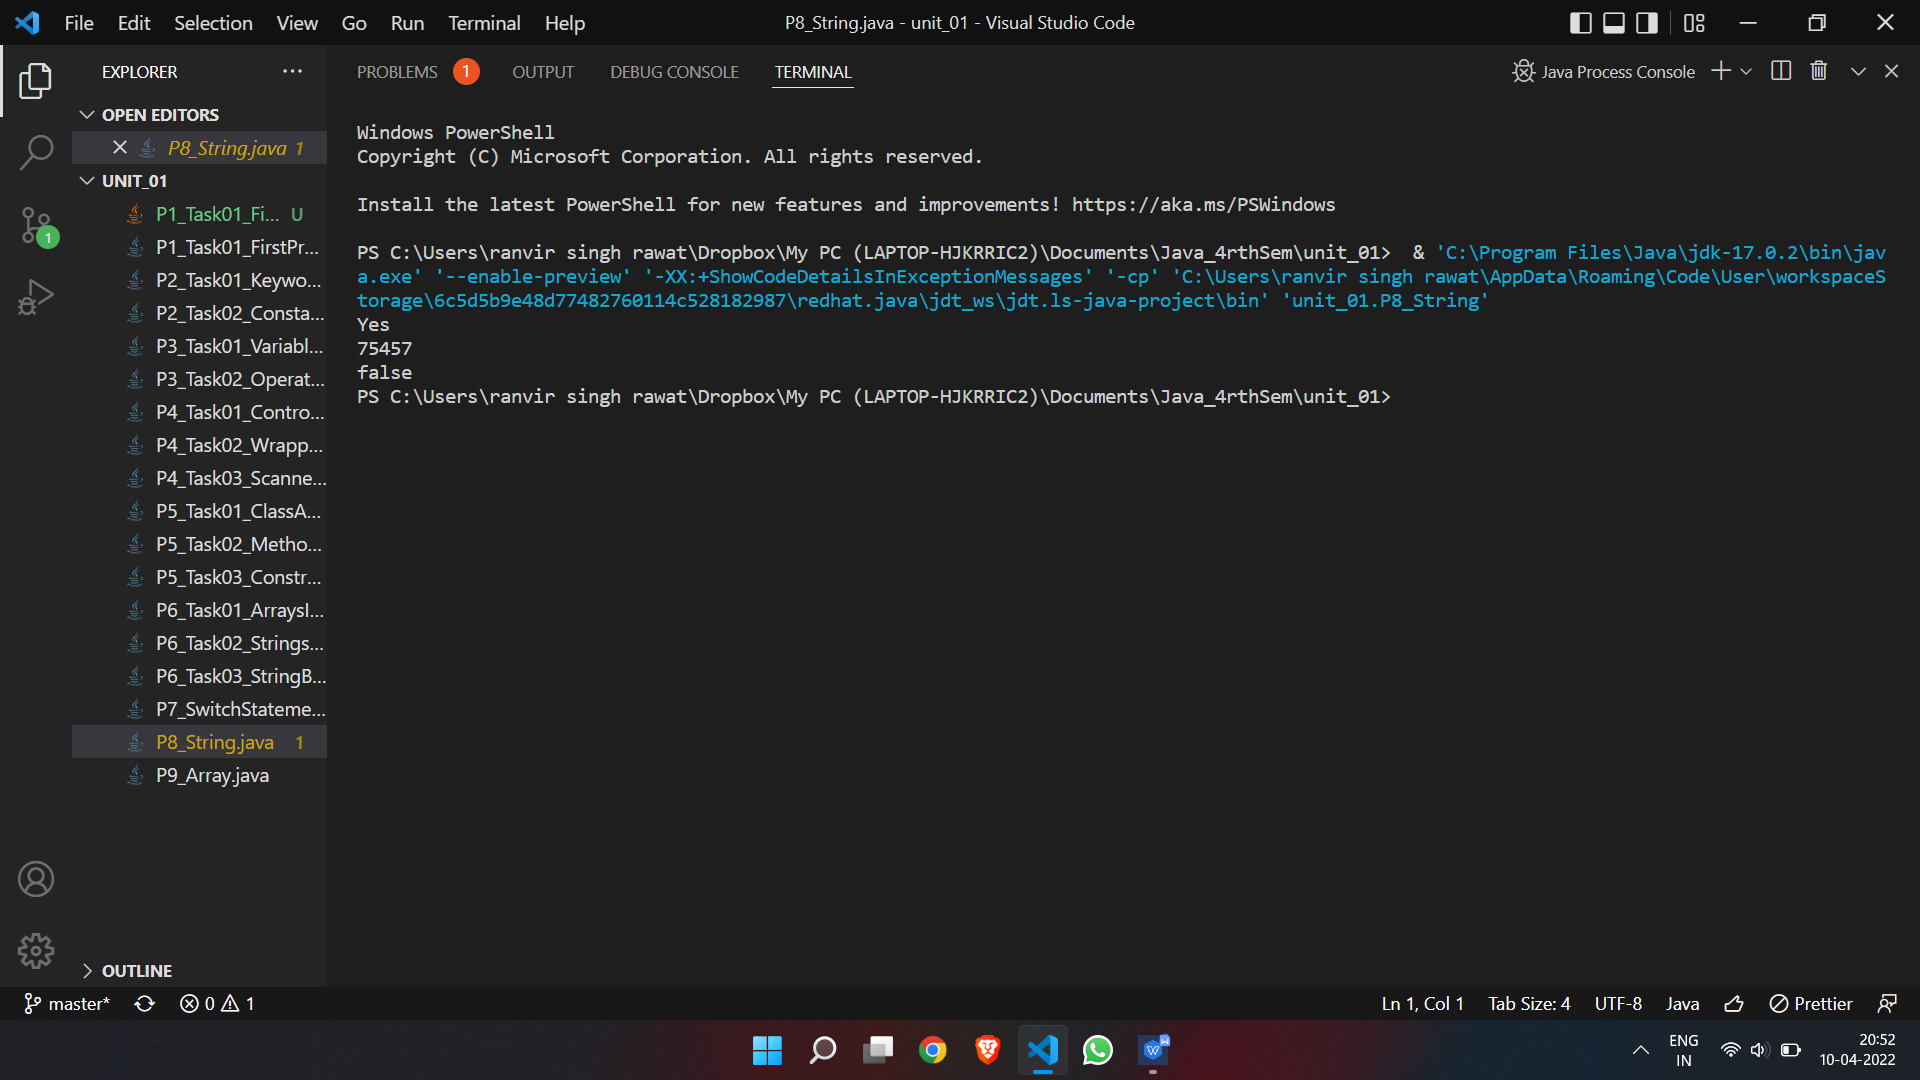 File Edit Selection View Go Run Terminal Help P8_String.java - unit_01 - Visual Studio Code
EXPLORER ... PROBLEMS 1 OUTPUT DEBUG CONSOLE TERMINAL Java Process Console
OPEN EDITORS
P8_String.java 1
UNIT_01
P1_Task01_Fi... U
P1_Task01_FirstPr...
P2_Task01_Keywo...
P2_Task02_Consta...
P3_Task01_Variabl...
P3_Task02_Operat...
P4_Task01_Contro...
P4_Task02_Wrapp...
P4_Task03_Scanne...
P5_Task01_ClassA...
P5_Task02_Metho...
P5_Task03_Constr...
P6_Task01_ArraysI...
P6_Task02_Strings...
P6_Task03_StringB...
P7_SwitchStateme...
P8_String.java 1
P9_Array.java
OUTLINE
1
Windows PowerShell
Copyright (C) Microsoft Corporation. All rights reserved.
Install the latest PowerShell for new features and improvements! https://aka.ms/PSWindows
PS C:\Users\ranvir singh rawat\Dropbox\My PC (LAPTOP-HJKRRIC2)\Documents\Java_4rthSem\unit_01>  & 'C:\Program Files\Java\jdk-17.0.2\bin\jav
a.exe' '--enable-preview' '-XX:+ShowCodeDetailsInExceptionMessages' '-cp' 'C:\Users\ranvir singh rawat\AppData\Roaming\Code\User\workspaceS
torage\6c5d5b9e48d77482760114c528182987\redhat.java\jdt_ws\jdt.ls-java-project\bin' 'unit_01.P8_String'
Yes
75457
false
PS C:\Users\ranvir singh rawat\Dropbox\My PC (LAPTOP-HJKRRIC2)\Documents\Java_4rthSem\unit_01>
master* 0 1 Ln 1, Col 1 Tab Size: 4 UTF-8 Java Prettier
W W
ENG
IN
20:52
10-04-2022